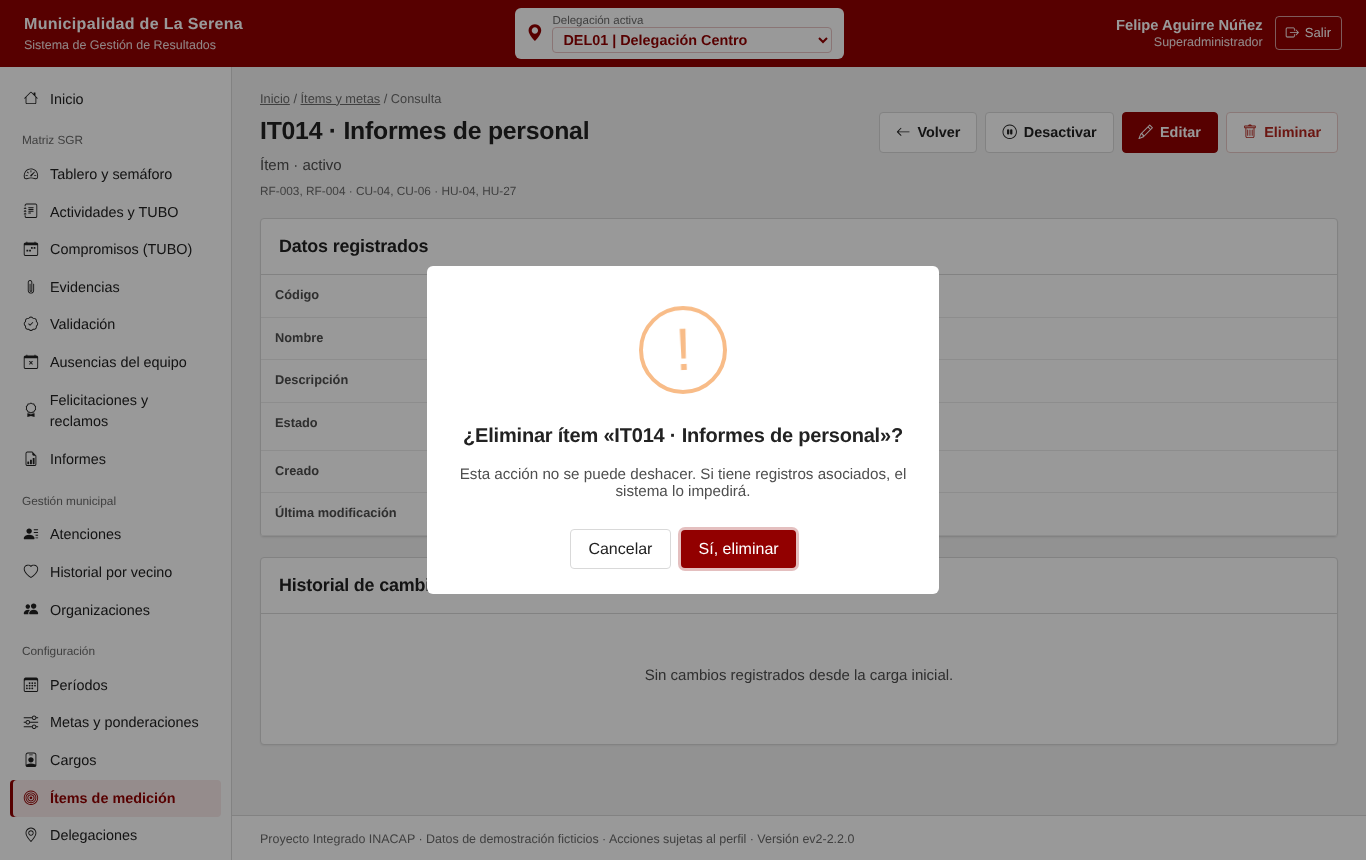 Municipalidad de La Serena
Sistema de Gestión de Resultados
Delegación activa
DEL01 | Delegación Centro
Felipe Aguirre Núñez
Superadministrador
Salir
Inicio
Matriz SGR
Tablero y semáforo
Actividades y TUBO
Compromisos (TUBO)
Evidencias
Validación
Ausencias del equipo
Felicitaciones y
reclamos
Informes
Gestión municipal
Atenciones
Historial por vecino
Organizaciones
Configuración
Períodos
Metas y ponderaciones
Cargos
Ítems de medición
Delegaciones
Inicio / Ítems y metas / Consulta
IT014 · Informes de personal
Ítem · activo
RF-003, RF-004 · CU-04, CU-06 · HU-04, HU-27
Volver
Desactivar
Editar
Eliminar
Datos registrados
Código
Nombre
Descripción
Estado
Creado
Última modificación
¿Eliminar ítem «IT014 · Informes de personal»?
Esta acción no se puede deshacer. Si tiene registros asociados, el
sistema lo impedirá.
Cancelar
Sí, eliminar
Historial de cambi
Sin cambios registrados desde la carga inicial.
Proyecto Integrado INACAP · Datos de demostración ficticios · Acciones sujetas al perfil · Versión ev2-2.2.0